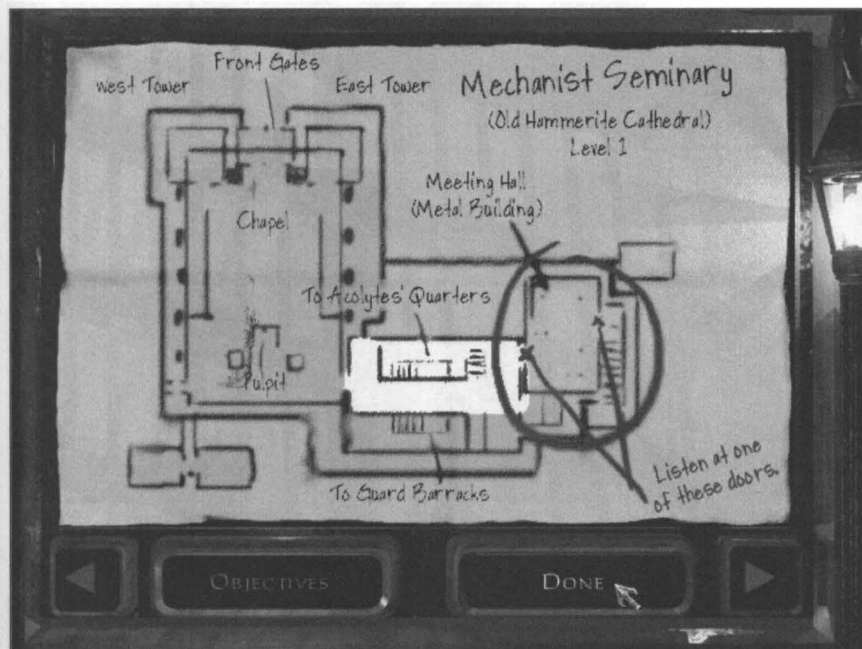 Front Gates
West Tower
East Tower
Mechanist Seminary
(Old Hammerite Cathedral)
Level 1
Meeting Hall
(Metal Building)
Chapel
To Acolytes' Quarters
Pulpit
Listen at one
of these doors.
To Guard Barracks
OBJECTIVES
DONE